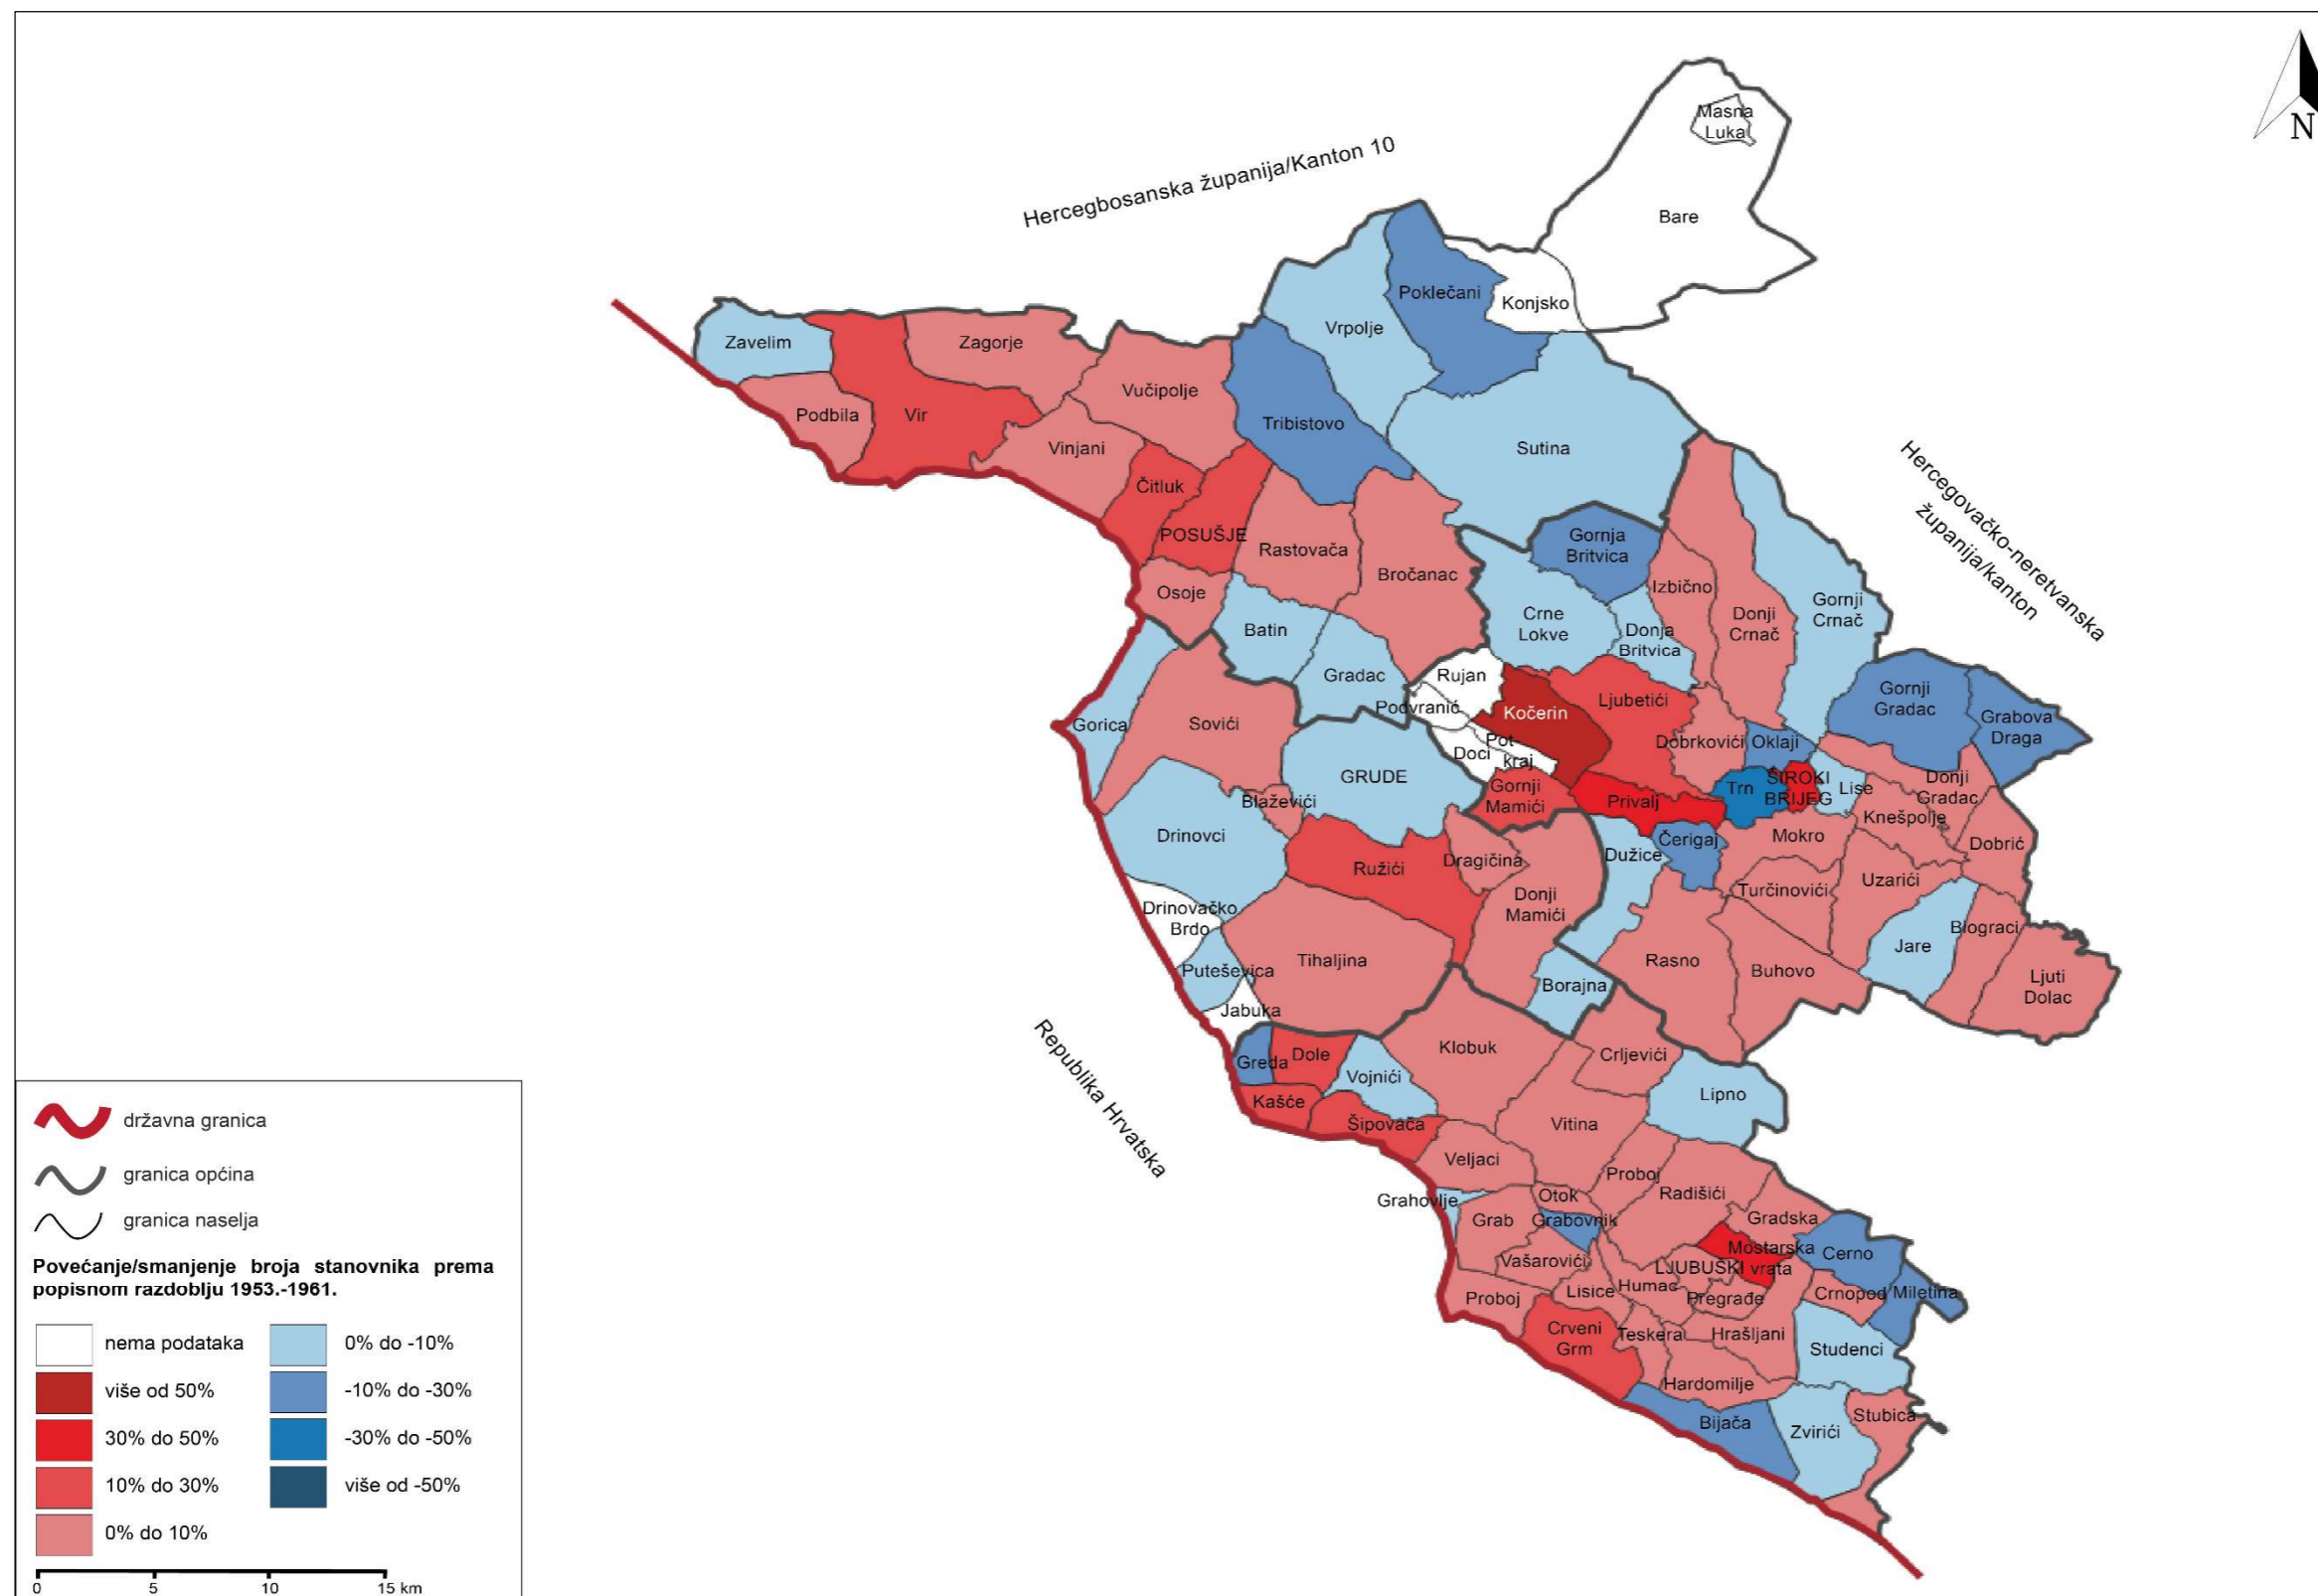 N
Hercegbosanska županija/Kanton 10
Masna
Luka
Bare
Poklečani
Konjsko
Vrpolje
Zavelim
Zagorje
Vučipolje
Podbila
Vir
Tribistovo
Vinjani
Sutina
Hercegovačko-neretvanska
županija/kanton
Čitluk
POSUŠJE
Rastovača
Gornja
Britvica
Bročanac
Izbično
Osoje
Donji
Crnač
Gornji
Crnač
Crne
Lokve
Batin
Donja
Britvica
Gradac
Rujan
Podvranić
Kočerin
Ljubetići
Gornji
Gradac
Grabova
Draga
Gorica
Sovići
Dobrkovići
Oklaji
Doci
Pot-
kraj
GRUDE
Blaževići
Gornji
Mamići
Privalj
Trn
ŠIROKI
BRIJEG
Lise
Donji
Gradac
Knešpolje
Drinovci
Čerigaj
Mokro
Dobrić
Dužice
Ružići
Dragičina
Donji
Mamići
Turčinovići
Uzarići
Drinovačko
Brdo
Biograci
Jare
Puteševica
Tihaljina
Rasno
Buhovo
Borajna
Ljuti
Dolac
Jabuka
Republika Hrvatska
Greda
Dole
Klobuk
Crljevići
Vojnići
Lipno
Kašće
Šipovača
Vitina
Veljaci
Proboj
Radišići
Grahovlje
Otok
Grab
Grabovnik
Gradska
Mostarska
vrata
Cerno
Vašarovići
LJUBUŠKI
Lisice
Humac
Pregrađe
Crnopod
Miletina
Proboj
Crveni
Grm
Teskera
Hrašljani
Studenci
Hardomilje
Bijača
Zvirići
Stubica
državna granica
granica općina
granica naselja
Povećanje/smanjenje broja stanovnika prema
popisnom razdoblju 1953.-1961.
nema podataka
više od 50%
30% do 50%
10% do 30%
0% do 10%
0% do -10%
-10% do -30%
-30% do -50%
više od -50%
0 5 10 15 km